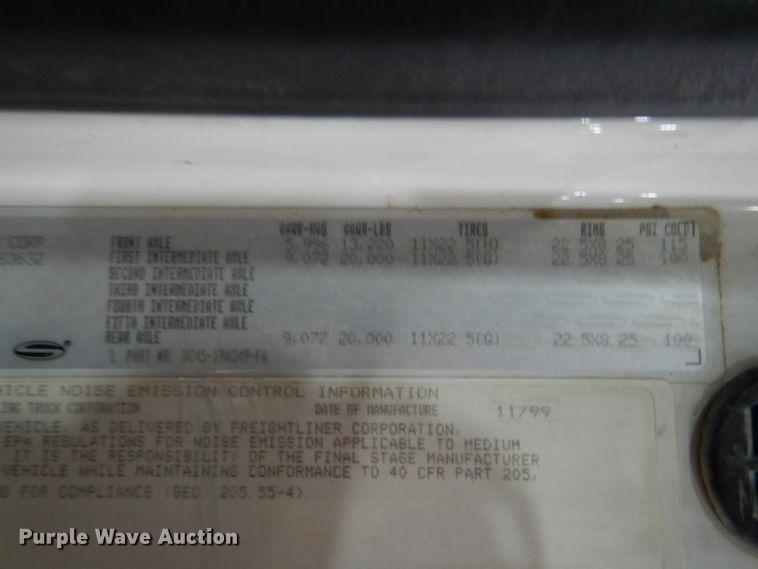 GAWR-KGS GAWR-LBS TIRES RIMS PSI COLD
CORP FRONT AXLE 13,220 11X22.5(H) 22.5X8.25 115
83632 FIRST INTERMEDIATE AXLE 9,072 20,000 11X22.5(G) 22.5X8.25 100
SECOND INTERMEDIATE AXLE
THIRD INTERMEDIATE AXLE
FOURTH INTERMEDIATE AXLE
FIFTH INTERMEDIATE AXLE
REAR AXLE 9,072 20,000 11X22.5(G) 22.5X8.25 100
PART NO.
HICLE NOISE EMISSION CONTROL INFORMATION
LING TRUCK CORPORATION DATE OF MANUFACTURE 11/99
VEHICLE, AS DELIVERED BY FREIGHTLINER CORPORATION,
EPA REGULATIONS FOR NOISE EMISSION APPLICABLE TO MEDIUM
IT IS THE RESPONSIBILITY OF THE FINAL STAGE MANUFACTURER
VEHICLE WHILE MAINTAINING CONFORMANCE TO 40 CFR PART 205,
FOR COMPLIANCE (SEC. 205.55-4).
Purple Wave Auction